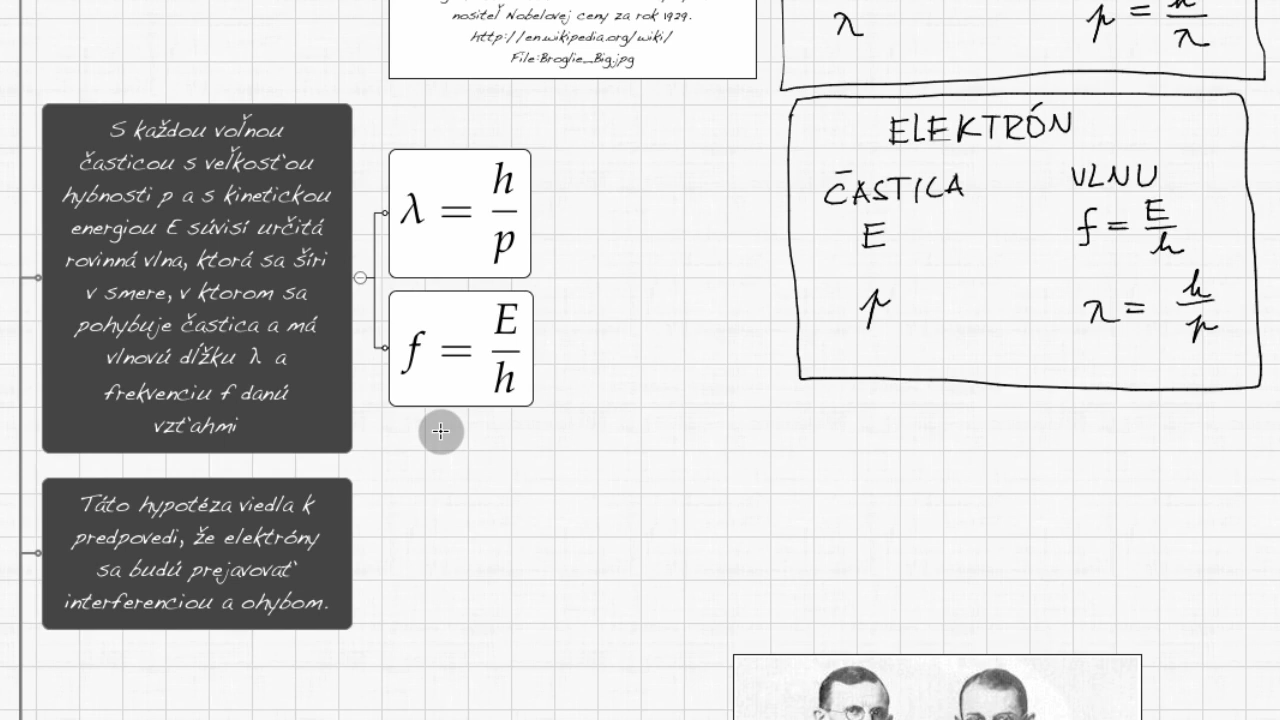 nositeľ Nobelovej ceny za rok 1929.
http://en.wikipedia.org/wiki/
File:Broglie_Big.jpg
λ
p = h/λ
S každou voľnou
časticou s veľkosťou
hybnosti p a s kinetickou
energiou E súvisí určitá
rovinná vlna, ktorá sa šíri
v smere, v ktorom sa
pohybuje častica a má
vlnovú dĺžku λ a
frekvenciu f danú
vzťahmi
λ = h/p
f = E/h
ELEKTRÓN
ČASTICA VLNU
E f = E/h
p λ = h/p
Táto hypotéza viedla k
predpovedi, že elektróny
sa budú prejavovať
interferenciou a ohybom.